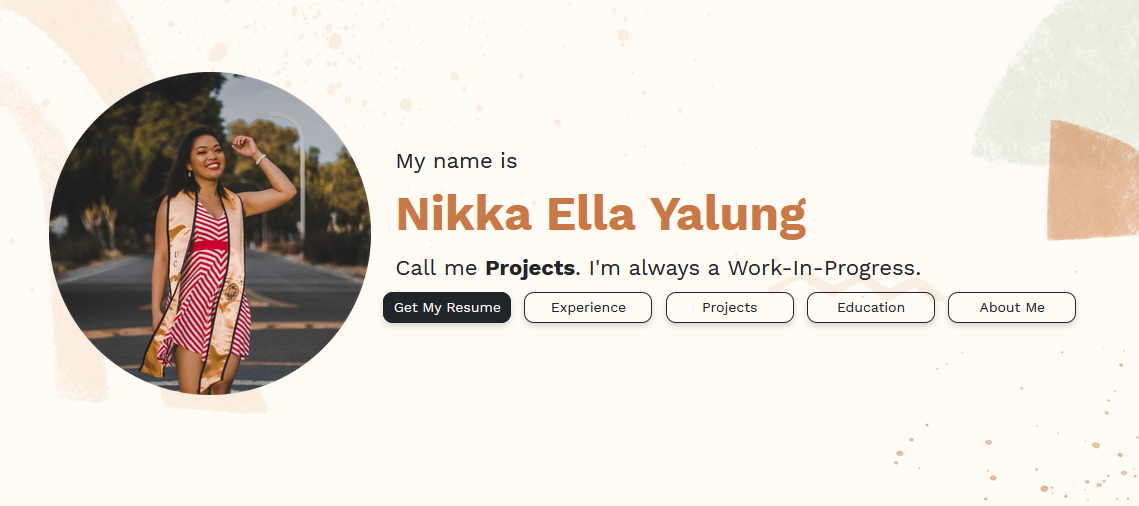 My name is
Nikka Ella Yalung
Call me Projects. I'm always a Work-In-Progress.
Get My Resume Experience Projects Education About Me
UC